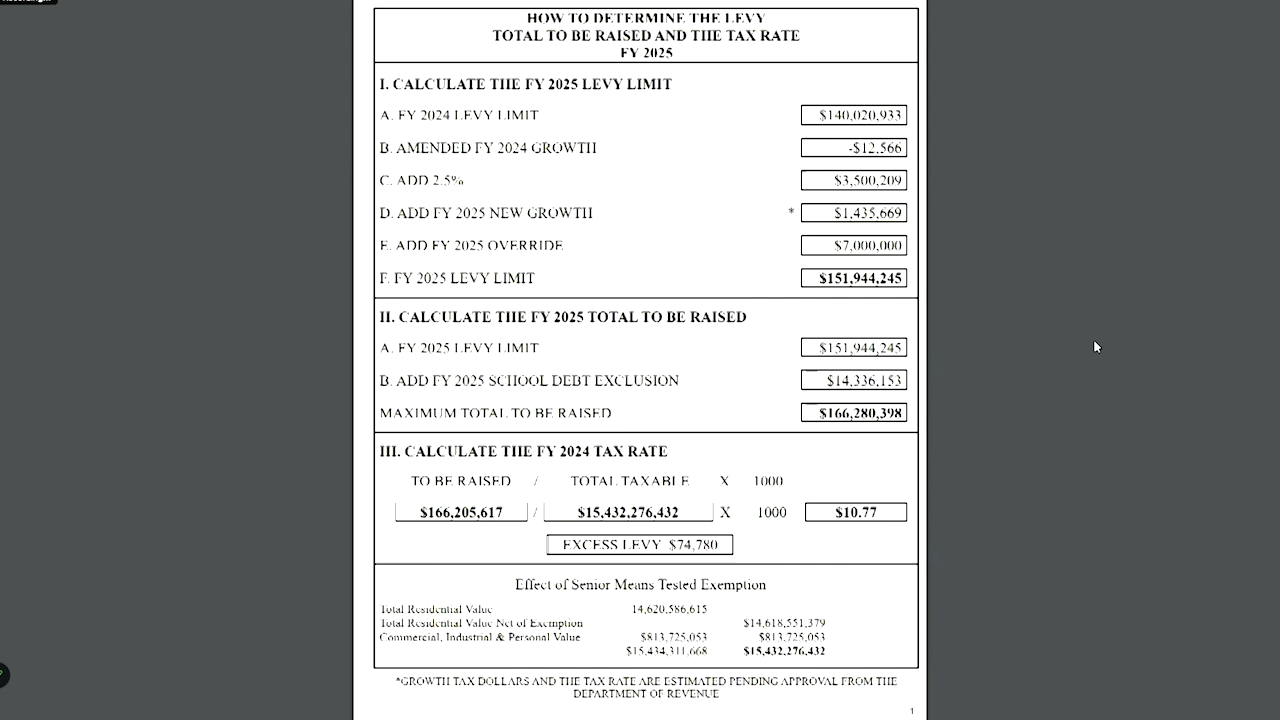 HOW TO DETERMINE THE LEVY
TOTAL TO BE RAISED AND THE TAX RATE
FY 2025
I. CALCULATE THE FY 2025 LEVY LIMIT
A. FY 2024 LEVY LIMIT $140,020,933
B. AMENDED FY 2024 GROWTH -$12,566
C. ADD 2.5% $3,500,209
D. ADD FY 2025 NEW GROWTH * $1,435,669
E. ADD FY 2025 OVERRIDE $7,000,000
F. FY 2025 LEVY LIMIT $151,944,245
II. CALCULATE THE FY 2025 TOTAL TO BE RAISED
A. FY 2025 LEVY LIMIT $151,944,245
B. ADD FY 2025 SCHOOL DEBT EXCLUSION $14,336,153
MAXIMUM TOTAL TO BE RAISED $166,280,398
III. CALCULATE THE FY 2024 TAX RATE
TO BE RAISED / TOTAL TAXABLE X 1000
$166,205,617 / $15,432,276,432 X 1000 $10.77
EXCESS LEVY $74,780
Effect of Senior Means Tested Exemption
Total Residential Value 14,620,586,615
Total Residential Value Net of Exemption $14,618,551,379
Commercial, Industrial & Personal Value $813,725,053 $813,725,053
$15,434,311,668 $15,432,276,432
*GROWTH TAX DOLLARS AND THE TAX RATE ARE ESTIMATED PENDING APPROVAL FROM THE
DEPARTMENT OF REVENUE
1